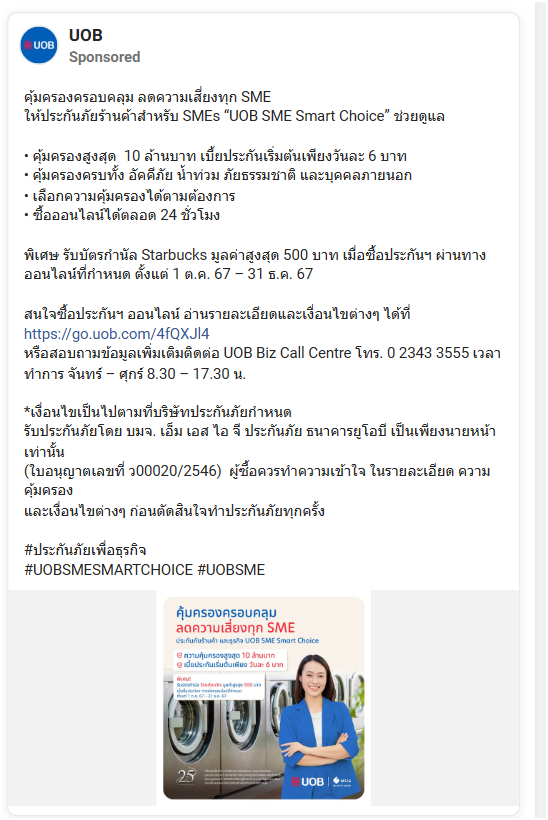 UOB
UOB
Sponsored
คุ้มครองครอบคลุม ลดความเสี่ยงทุก SME
ให้ประกันภัยร้านค้าสำหรับ SMEs “UOB SME Smart Choice” ช่วยดูแล
• คุ้มครองสูงสุด 10 ล้านบาท เบี้ยประกันเริ่มต้นเพียงวันละ 6 บาท
• คุ้มครองครบทั้ง อัคคีภัย น้ำท่วม ภัยธรรมชาติ และบุคคลภายนอก
• เลือกความคุ้มครองได้ตามต้องการ
• ซื้อออนไลน์ได้ตลอด 24 ชั่วโมง
พิเศษ รับบัตรกำนัล Starbucks มูลค่าสูงสุด 500 บาท เมื่อซื้อประกันฯ ผ่านทาง
ออนไลน์ที่กำหนด ตั้งแต่ 1 ต.ค. 67 – 31 ธ.ค. 67
สนใจซื้อประกันฯ ออนไลน์ อ่านรายละเอียดและเงื่อนไขต่างๆ ได้ที่
https://go.uob.com/4fQXJl4
หรือสอบถามข้อมูลเพิ่มเติมติดต่อ UOB Biz Call Centre โทร. 0 2343 3555 เวลา
ทำการ จันทร์ – ศุกร์ 8.30 – 17.30 น.
*เงื่อนไขเป็นไปตามที่บริษัทประกันภัยกำหนด
รับประกันภัยโดย บมจ. เอ็ม เอส ไอ จี ประกันภัย ธนาคารยูโอบี เป็นเพียงนายหน้า
เท่านั้น
(ใบอนุญาตเลขที่ ว00020/2546) ผู้ซื้อควรทำความเข้าใจ ในรายละเอียด ความ
คุ้มครอง
และเงื่อนไขต่างๆ ก่อนตัดสินใจทำประกันภัยทุกครั้ง
#ประกันภัยเพื่อธุรกิจ
#UOBSMESMARTCHOICE #UOBSME
คุ้มครองครอบคลุม
ลดความเสี่ยงทุก SME
ประกันภัยร้านค้า และธุรกิจ UOB SME Smart Choice
ความคุ้มครองสูงสุด 10 ล้านบาท
เบี้ยประกันเริ่มต้นเพียง วันละ 6 บาท
พิเศษ!
รับบัตรกำนัล Starbucks มูลค่าสูงสุด 500 บาท
25
UOB
MSIG